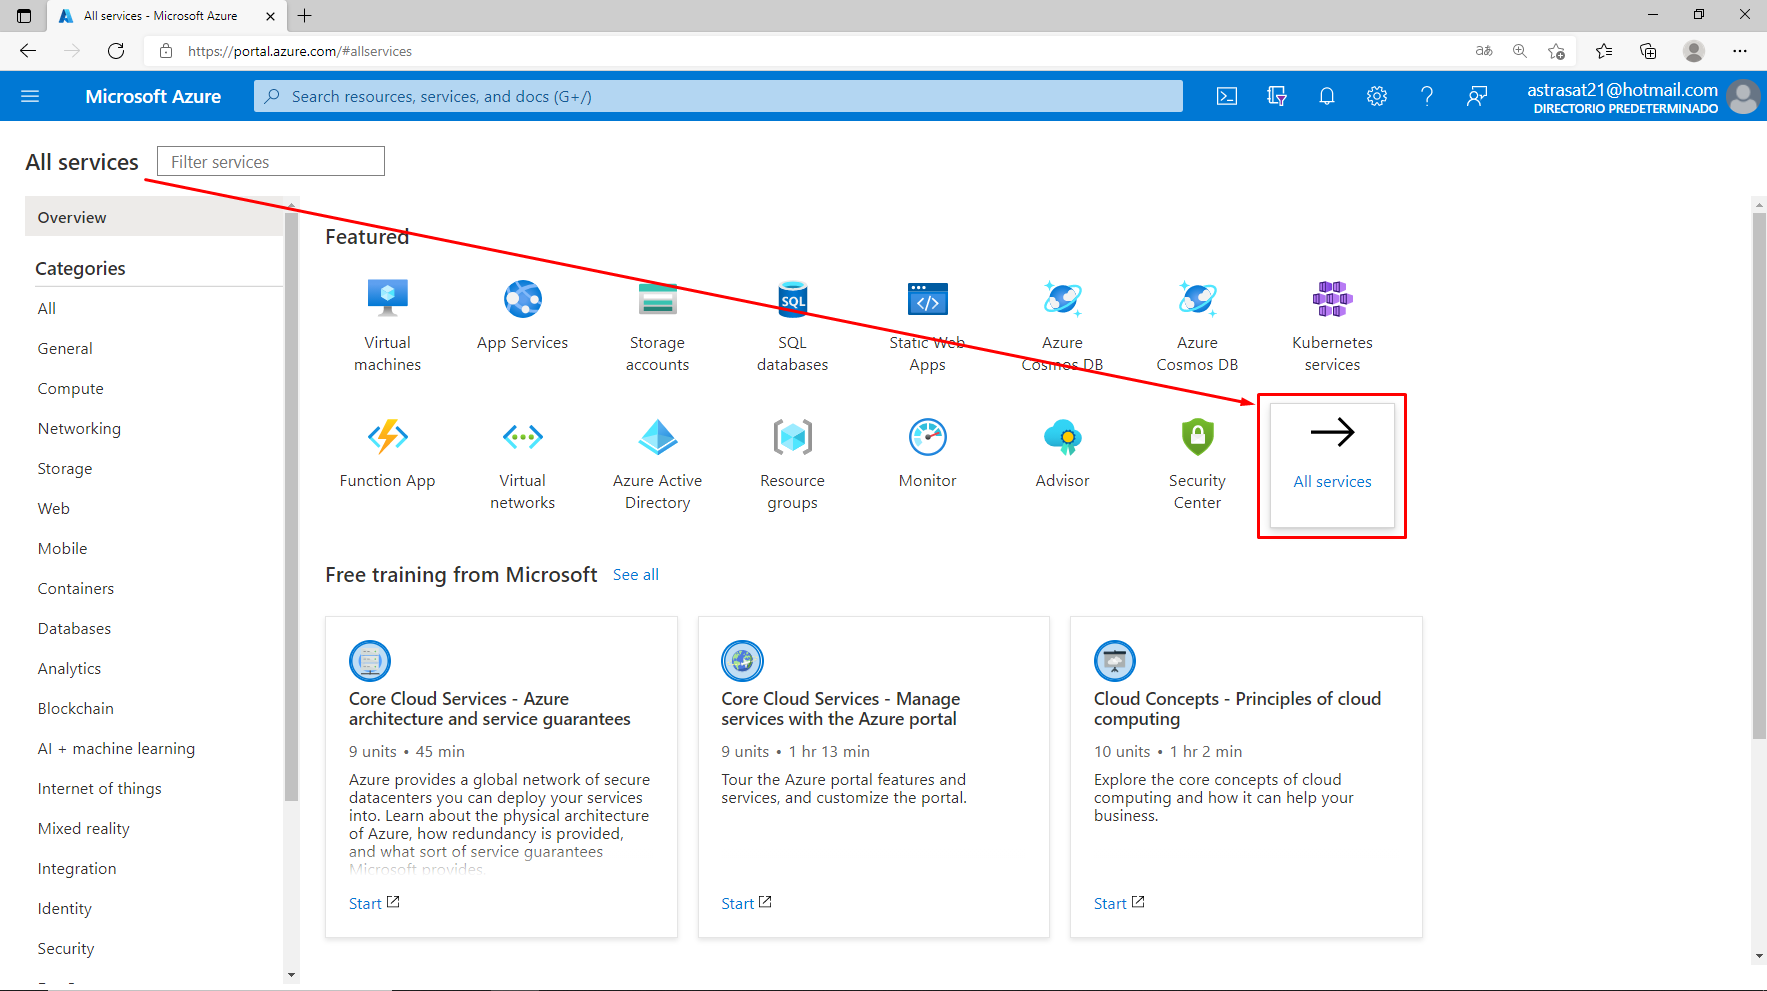 All services - Microsoft Azure
https://portal.azure.com/#allservices
aあ
Microsoft Azure
Search resources, services, and docs (G+/)
astrasat21@hotmail.com
DIRECTORIO PREDETERMINADO
All services
Filter services
Overview
Categories
All
General
Compute
Networking
Storage
Web
Mobile
Containers
Databases
Analytics
Blockchain
AI + machine learning
Internet of things
Mixed reality
Integration
Identity
Security
Featured
Virtual
machines
App Services
Storage
accounts
SQL
SQL
databases
Static Web
Apps
Azure
Cosmos DB
Azure
Cosmos DB
Kubernetes
services
Function App
Virtual
networks
Azure Active
Directory
Resource
groups
Monitor
Advisor
Security
Center
All services
Free training from Microsoft See all
Core Cloud Services - Azure
architecture and service guarantees
9 units • 45 min
Azure provides a global network of secure
datacenters you can deploy your services
into. Learn about the physical architecture
of Azure, how redundancy is provided,
and what sort of service guarantees
Microsoft provides.
Start
Core Cloud Services - Manage
services with the Azure portal
9 units • 1 hr 13 min
Tour the Azure portal features and
services, and customize the portal.
Start
Cloud Concepts - Principles of cloud
computing
10 units • 1 hr 2 min
Explore the core concepts of cloud
computing and how it can help your
business.
Start